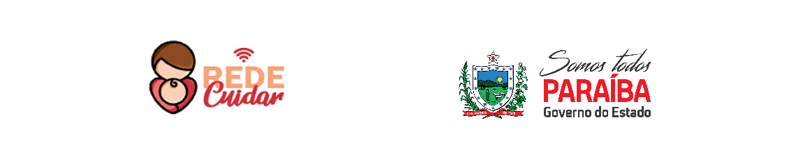 REDE
Cuidar
Somos todos
PARAÍBA
Governo do Estado